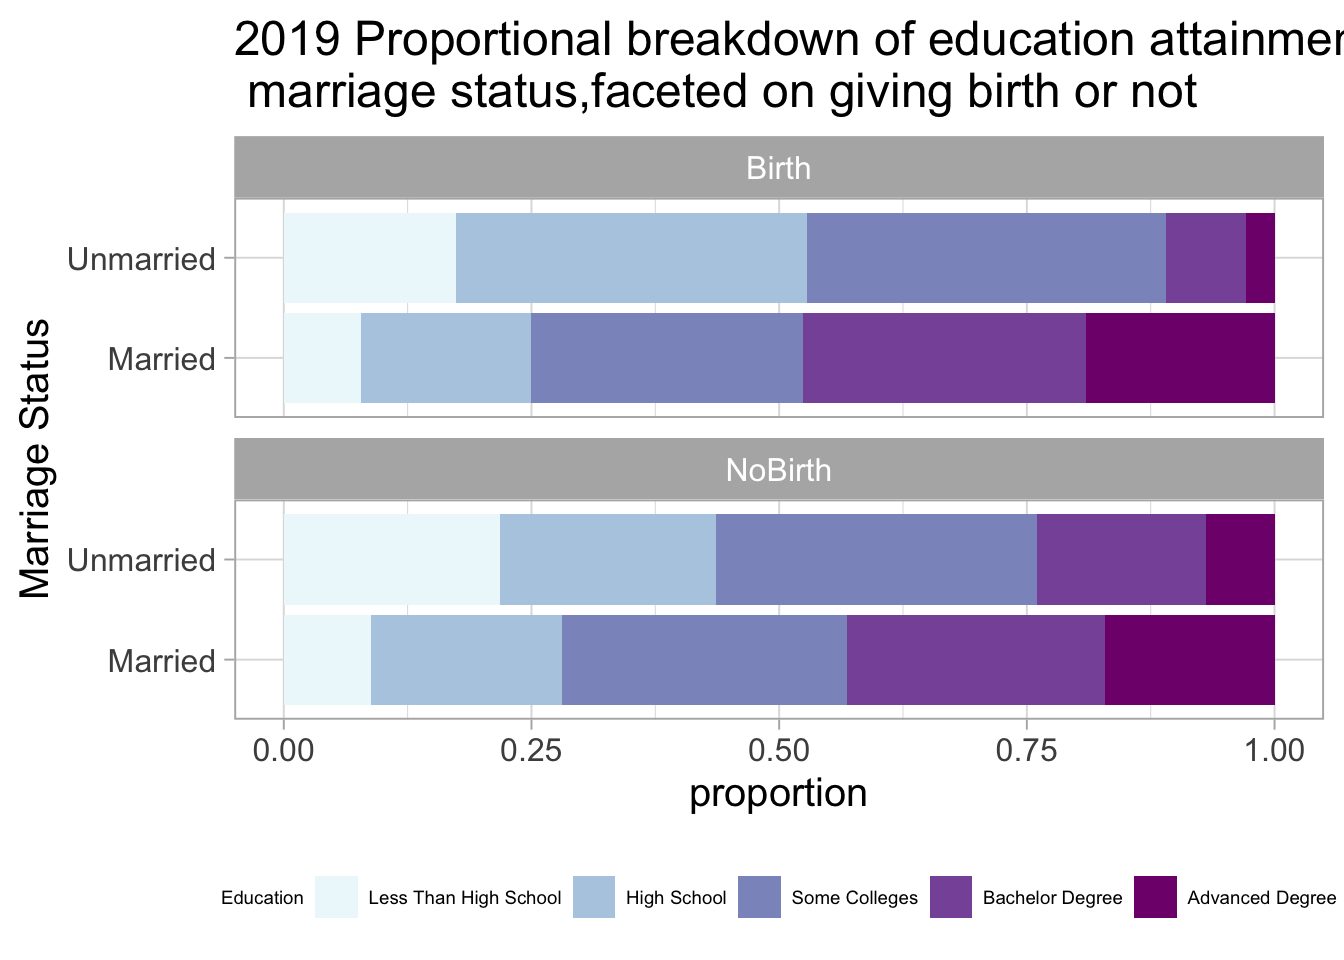 2019 Proportional breakdown of education
marriage status,faceted on giving birth or not
Birth
Unmarried
Married
Marriage Status
NoBirth
Unmarried
Married
0.00 0.25 0.50 0.75 1.00
proportion
Education Less Than High School High School Some Colleges Bachelor Degree Advanced Degree